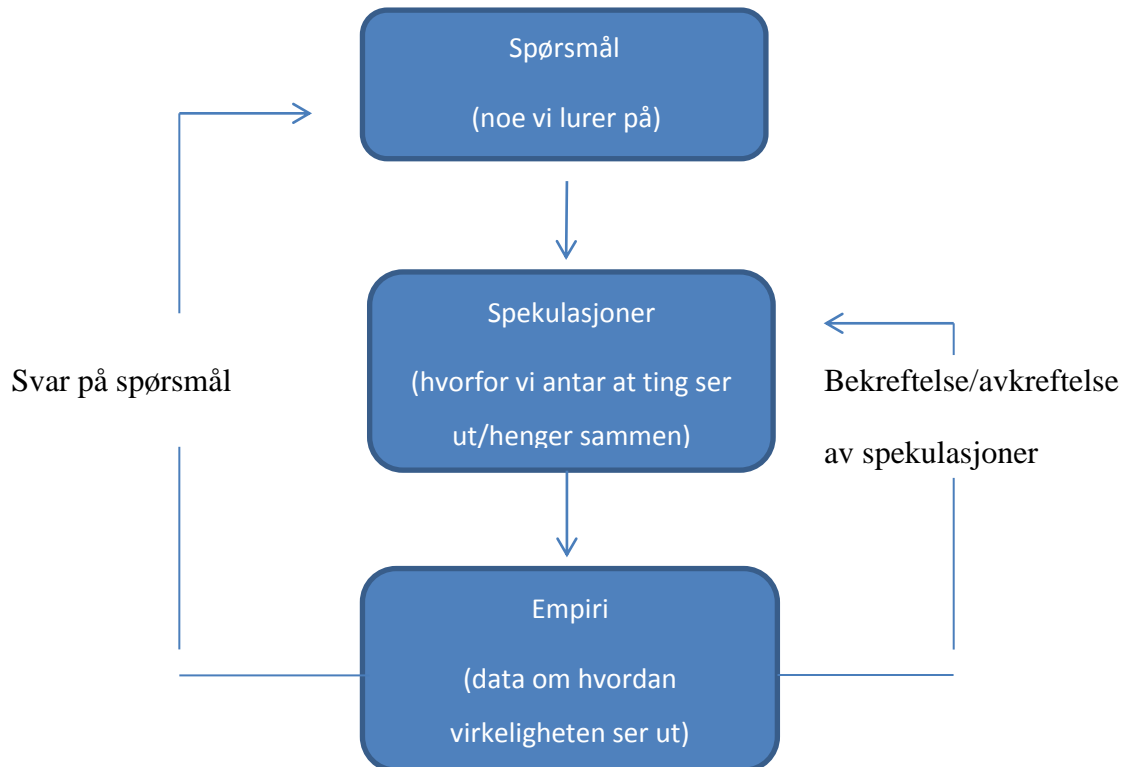 Spørsmål
(noe vi lurer på)
Spekulasjoner
(hvorfor vi antar at ting ser
ut/henger sammen)
Svar på spørsmål
Bekreftelse/avkreftelse
av spekulasjoner
Empiri
(data om hvordan
virkeligheten ser ut)